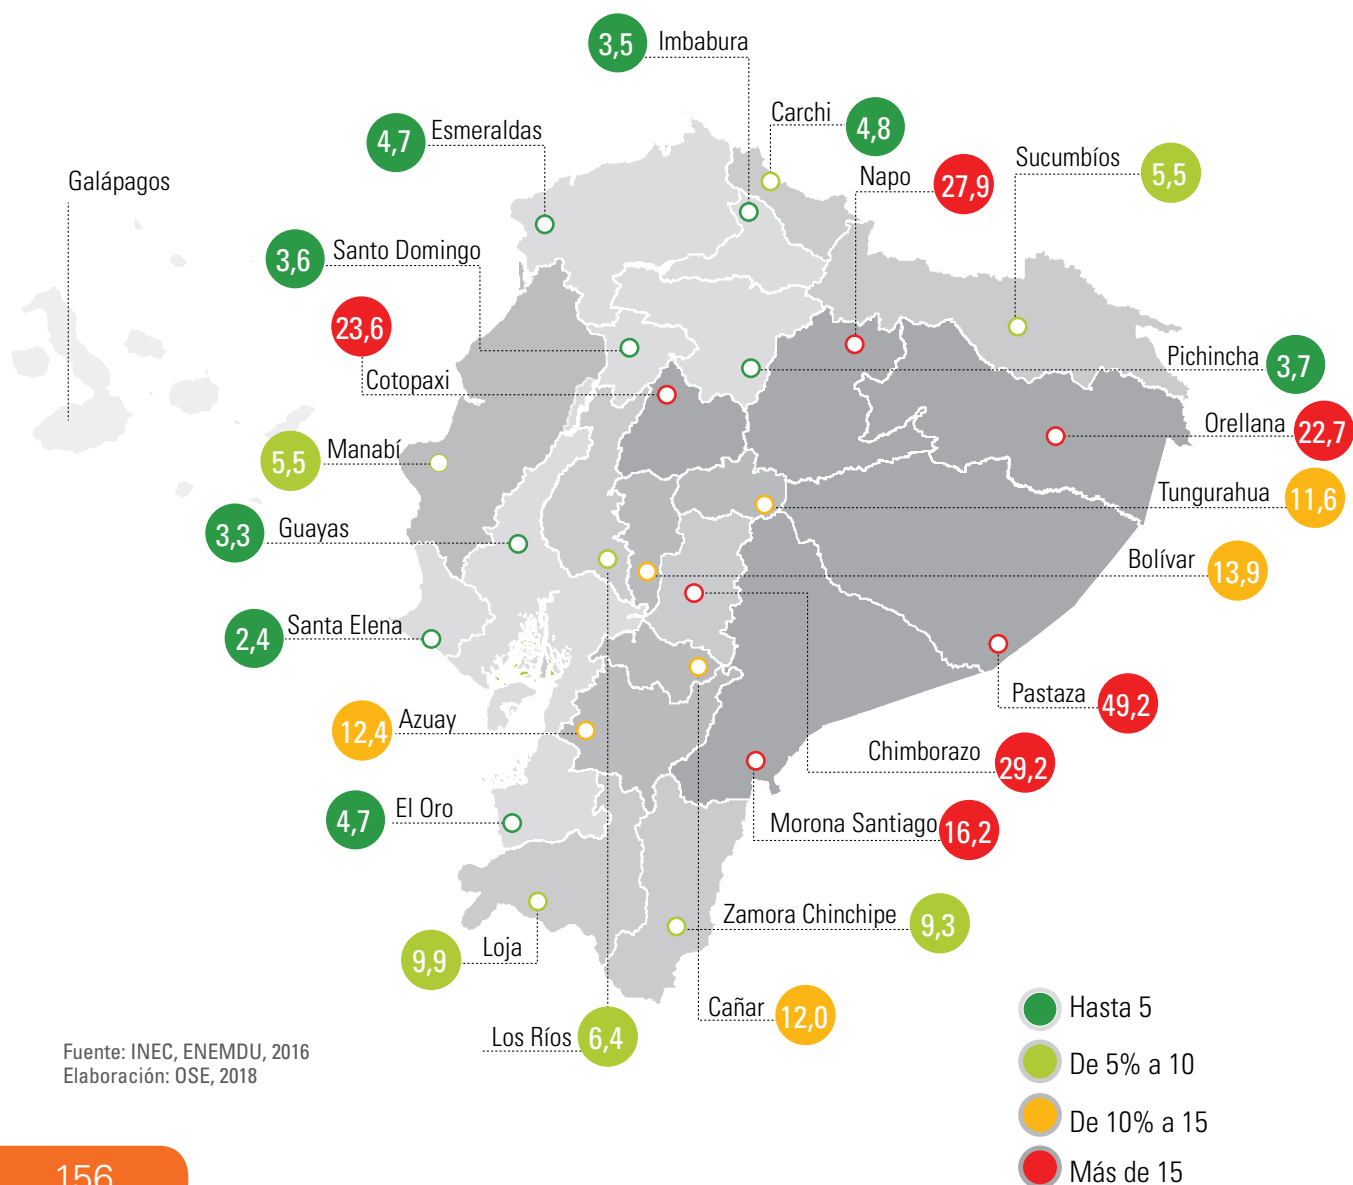 3,5 Imbabura
Carchi 4,8
4,7 Esmeraldas
Sucumbíos 5,5
Napo 27,9
Galápagos
3,6 Santo Domingo
23,6
Cotopaxi
Pichincha 3,7
Orellana 22,7
5,5 Manabí
Tungurahua 11,6
3,3 Guayas
Bolívar 13,9
2,4 Santa Elena
Pastaza 49,2
12,4 Azuay
Chimborazo 29,2
4,7 El Oro
Morona Santiago 16,2
Zamora Chinchipe 9,3
9,9 Loja
Cañar 12,0
Los Ríos 6,4
Hasta 5
De 5% a 10
De 10% a 15
Más de 15
Fuente: INEC, ENEMDU, 2016
Elaboración: OSE, 2018
156